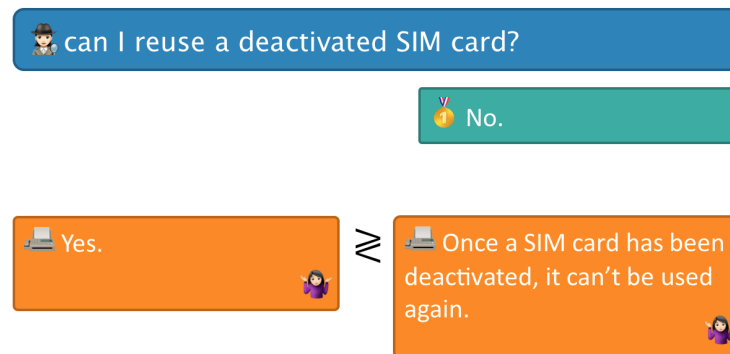 can I reuse a deactivated SIM card?
No.
Yes.
⪌
Once a SIM card has been
deactivated, it can’t be used
again.